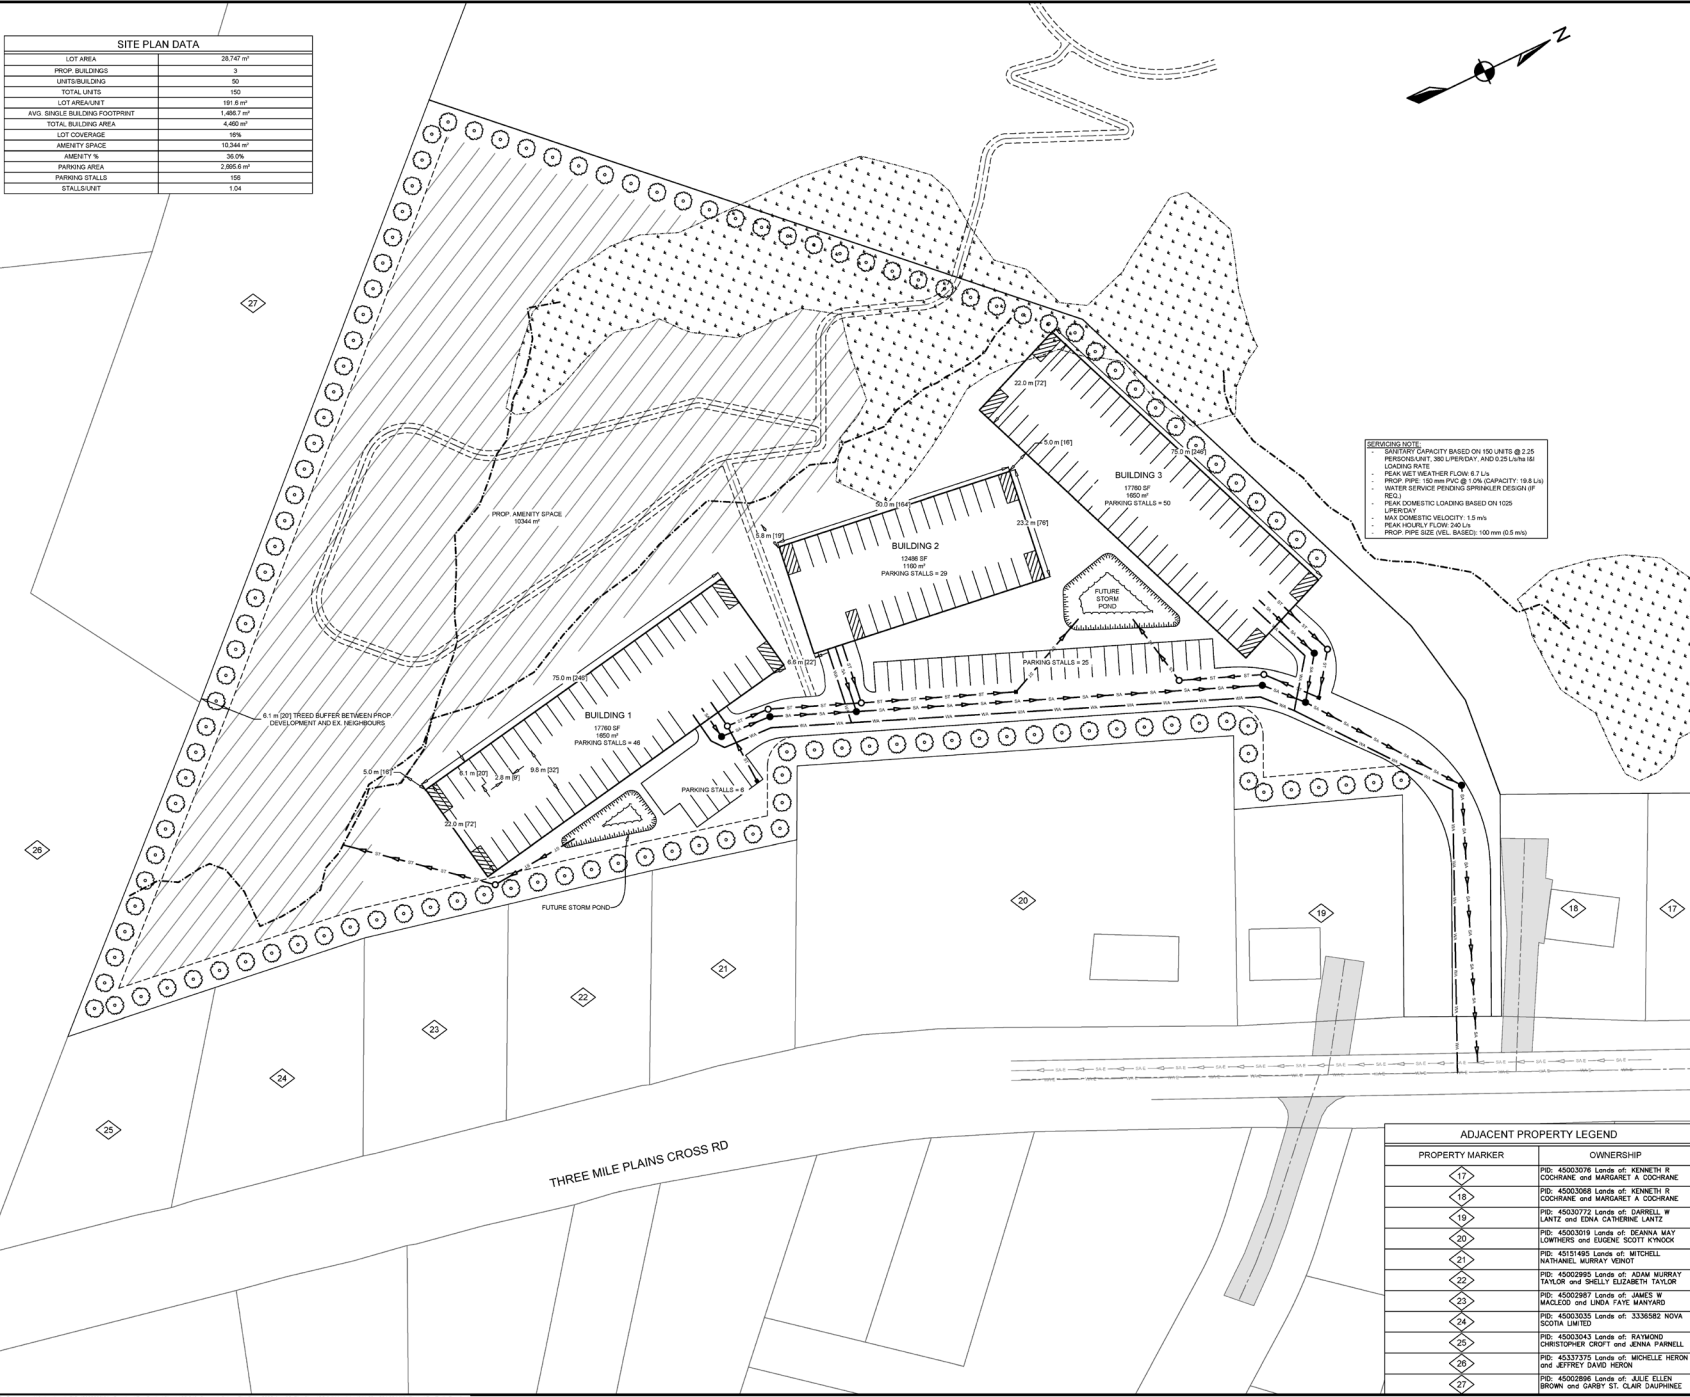 SITE PLAN DATA
LOT AREA 28,747 m²
PROP. BUILDINGS 3
UNITS/BUILDING 50
TOTAL UNITS 150
LOT AREA/UNIT 191.6 m²
AVG. SINGLE BUILDING FOOTPRINT 1,486.7 m²
TOTAL BUILDING AREA 4,460 m²
LOT COVERAGE 16%
AMENITY SPACE 10,344 m²
AMENITY % 36.0%
PARKING AREA 2,895.6 m²
PARKING STALLS 156
STALLS/UNIT 1.04
N
27
26
25
24
23
22
21
20
19
18
17
SERVICING NOTE:
- SANITARY CAPACITY BASED ON 150 UNITS @ 2.25
PERSONS/UNIT, 380 L/PER/DAY, AND 0.25 L/s/ha I&I
LOADING RATE
- PEAK WET WEATHER FLOW: 6.7 L/s
- PROP. PIPE: 150 mm PVC @ 1.0% (CAPACITY: 19.8 L/s)
- WATER SERVICE PENDING SPRINKLER DESIGN (IF
REQ.)
- PEAK DOMESTIC LOADING BASED ON 1025
L/PER/DAY
- MAX DOMESTIC VELOCITY: 1.5 m/s
- PEAK HOURLY FLOW: 240 L/s
- PROP. PIPE SIZE (VEL. BASED): 100 mm (0.5 m/s)
22.0 m [72']
5.0 m [16']
75.0 m [246']
BUILDING 3
17760 SF
1650 m²
PARKING STALLS = 50
50.0 m [164']
23.2 m [76']
5.8 m [19']
BUILDING 2
12486 SF
1160 m²
PARKING STALLS = 29
FUTURE
STORM
POND
PROP. AMENITY SPACE
10344 m²
PARKING STALLS = 25
6.6 m [22']
75.0 m [246']
BUILDING 1
17760 SF
1650 m²
PARKING STALLS = 46
6.1 m [20'] TREED BUFFER BETWEEN PROP.
DEVELOPMENT AND EX. NEIGHBOURS
5.0 m [16']
6.1 m [20']
2.8 m [9']
9.8 m [32']
22.0 m [72']
PARKING STALLS = 6
FUTURE STORM POND
THREE MILE PLAINS CROSS RD
ADJACENT PROPERTY LEGEND
PROPERTY MARKER OWNERSHIP
17 PID: 45003076 Lands of: KENNETH R
COCHRANE and MARGARET A COCHRANE
18 PID: 45003068 Lands of: KENNETH R
COCHRANE and MARGARET A COCHRANE
19 PID: 45030772 Lands of: DARRELL W
LANTZ and EDNA CATHERINE LANTZ
20 PID: 45003019 Lands of: DEANNA MAY
LOWTHERS and EUGENE SCOTT KYNOCK
21 PID: 45151495 Lands of: MITCHELL
NATHANIEL MURRAY VEINOT
22 PID: 45002995 Lands of: ADAM MURRAY
TAYLOR and SHELLY ELIZABETH TAYLOR
23 PID: 45002987 Lands of: JAMES W
MACLEOD and LINDA FAYE MANYARD
24 PID: 45003035 Lands of: 3336582 NOVA
SCOTIA LIMITED
25 PID: 45003043 Lands of: RAYMOND
CHRISTOPHER CROFT and JENNA PARNELL
26 PID: 45337375 Lands of: MICHELLE HERON
and JEFFREY DAVID HERON
27 PID: 45002896 Lands of: JULIE ELLEN
BROWN and GARBY ST. CLAIR DAUPHINEE